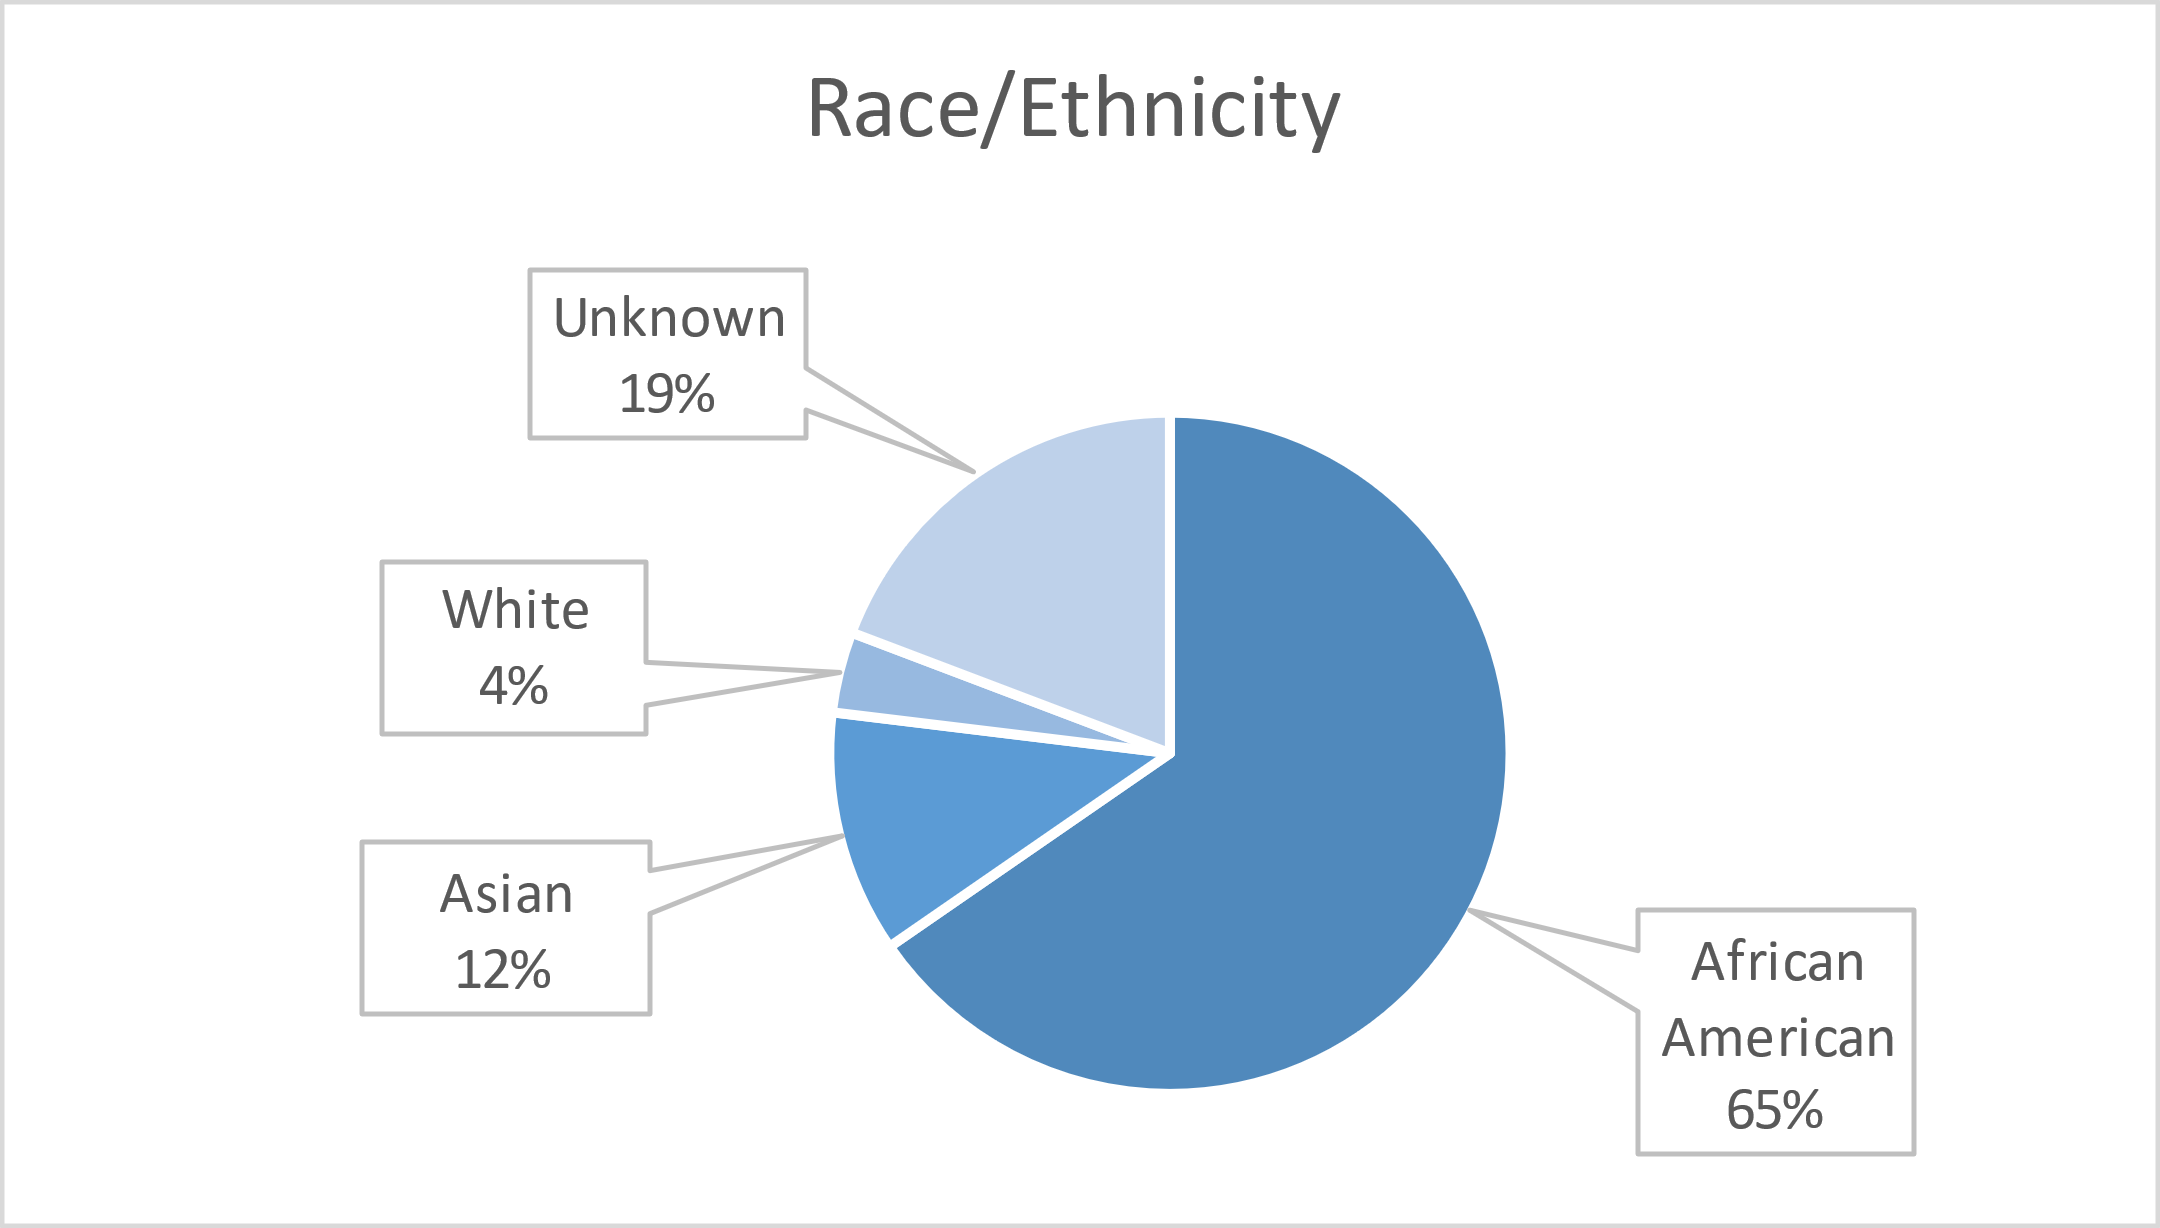 Race/Ethnicity
Unknown
19%
White
4%
Asian
12%
African
American
65%